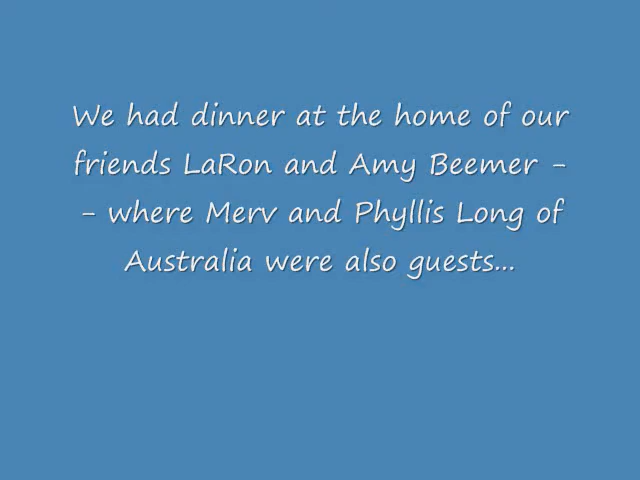 We had dinner at the home of our
friends LaRon and Amy Beemer -
- where Merv and Phyllis Long of
Australia were also guests...